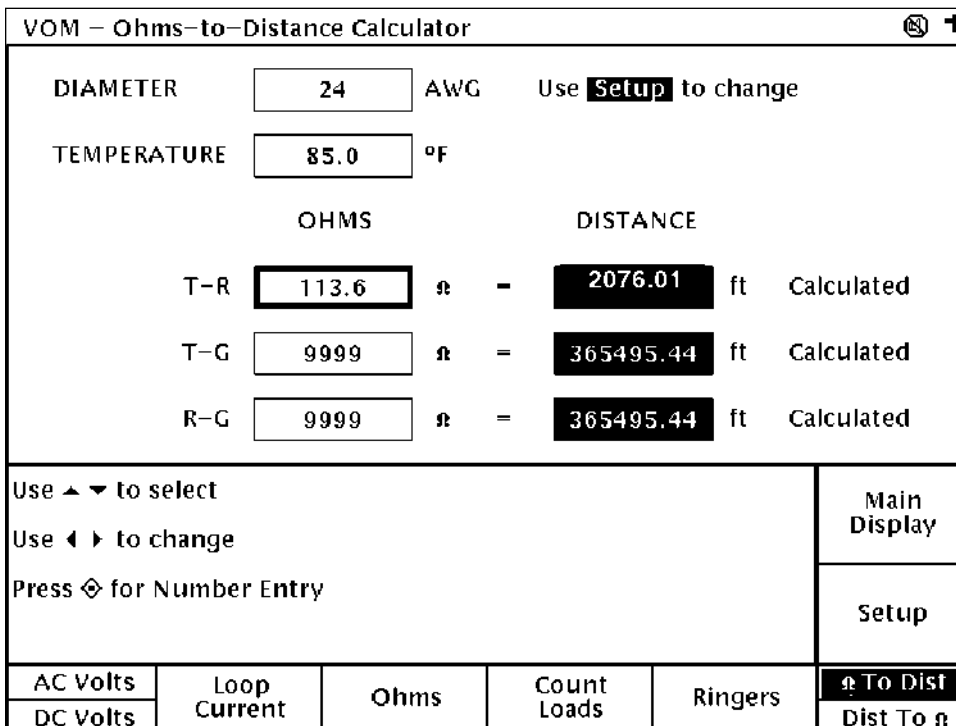 VOM – Ohms–to–Distance Calculator
DIAMETER 24 AWG Use Setup to change
TEMPERATURE 85.0 ºF
OHMS DISTANCE
T–R 113.6 Ω = 2076.01 ft Calculated
T–G 9999 Ω = 365495.44 ft Calculated
R–G 9999 Ω = 365495.44 ft Calculated
Use ▲ ▼ to select
Use ◀ ▶ to change
Press ◈ for Number Entry
Main
Display
Setup
AC Volts
DC Volts
Loop
Current
Ohms
Count
Loads
Ringers
Ω To Dist
Dist To Ω